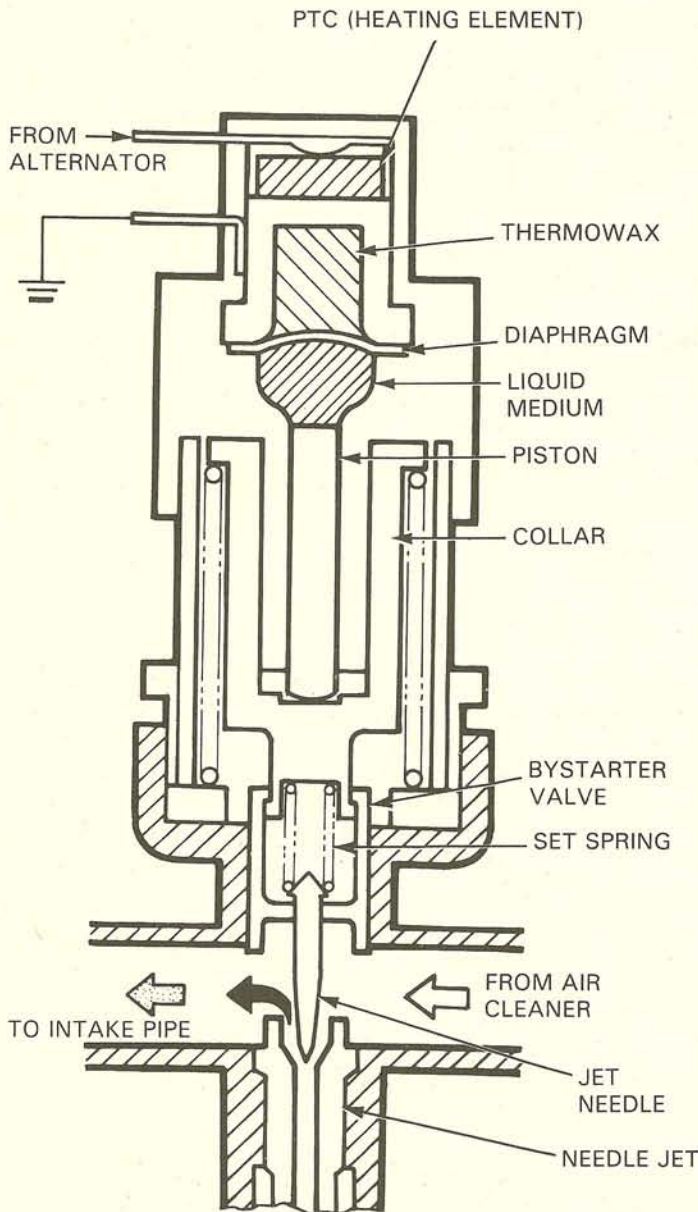 PTC (HEATING ELEMENT)
FROM
ALTERNATOR
THERMOWAX
DIAPHRAGM
LIQUID
MEDIUM
PISTON
COLLAR
BYSTARTER
VALVE
SET SPRING
FROM AIR
CLEANER
TO INTAKE PIPE
JET
NEEDLE
NEEDLE JET